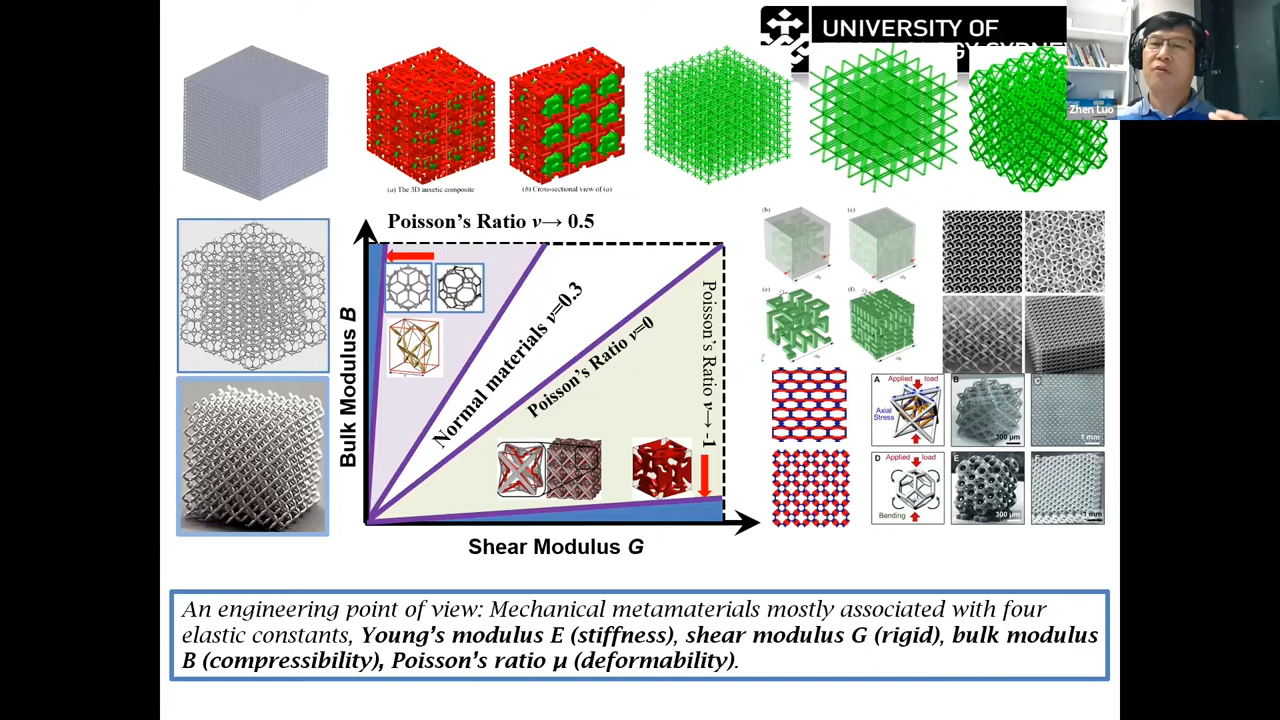 UNIVERSITY OF
Zhen Luo
(a) The 3D auxetic composite
(b) Cross-sectional view of (a)
Poisson's Ratio ν→ 0.5
Bulk Modulus B
Normal materials ν=0.3
Poisson's Ratio ν=0
Poisson's Ratio ν→ -1
Shear Modulus G
(b)
(c)
(e)
(f)
A
Applied load
Axial
Stress
B
300 μm
C
1 mm
D
Applied load
Bending
E
300 μm
F
1 mm
An engineering point of view: Mechanical metamaterials mostly associated with four
elastic constants, Young's modulus E (stiffness), shear modulus G (rigid), bulk modulus
B (compressibility), Poisson's ratio μ (deformability).